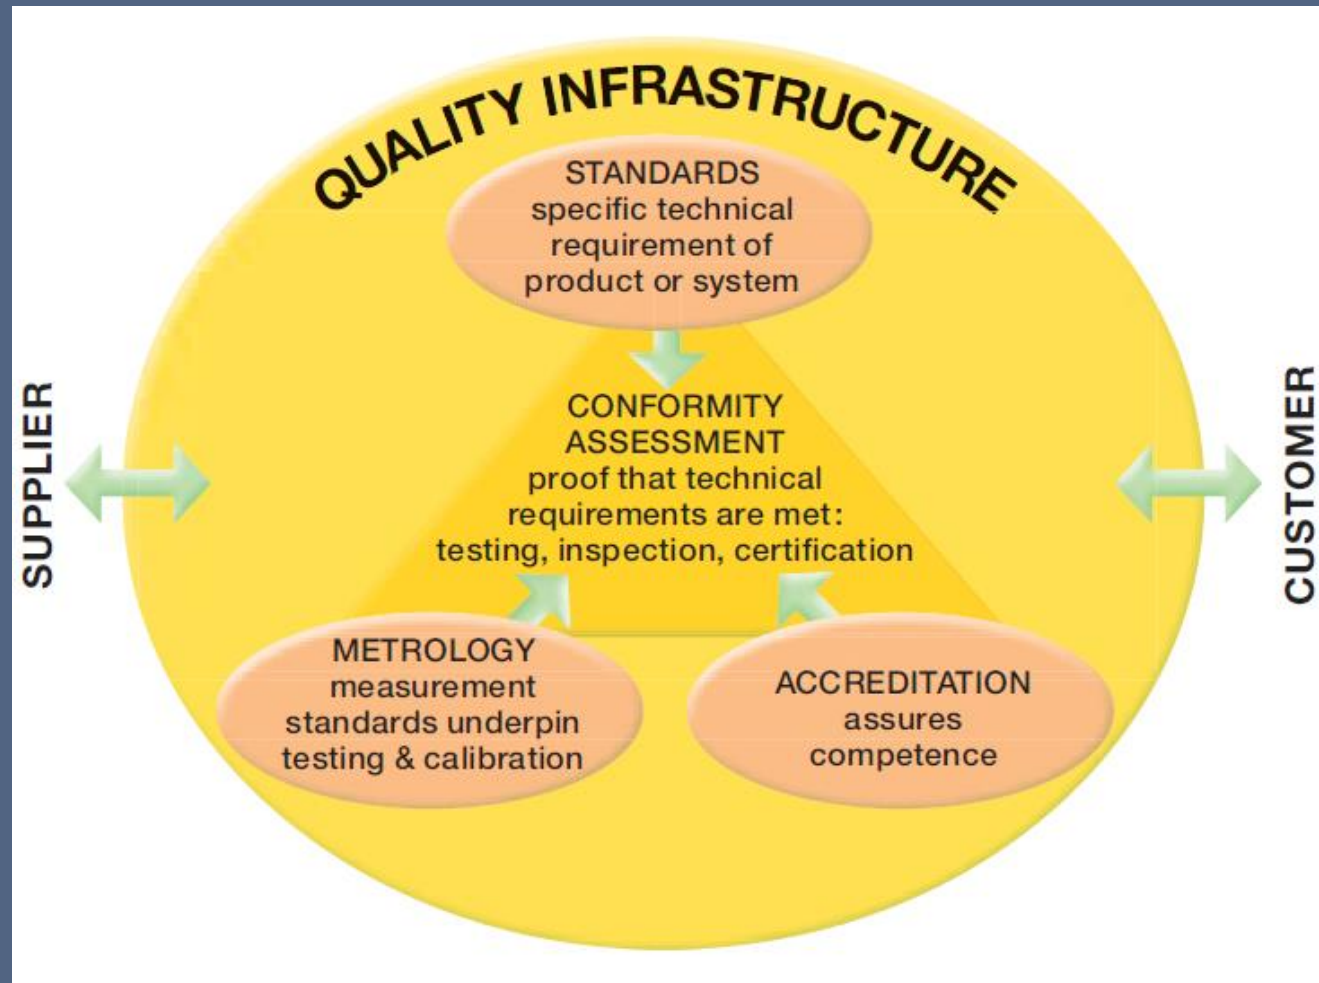 QUALITY INFRASTRUCTURE
STANDARDS
specific technical
requirement of
product or system
SUPPLIER
CONFORMITY
ASSESSMENT
proof that technical
requirements are met:
testing, inspection, certification
CUSTOMER
METROLOGY
measurement
standards underpin
testing & calibration
ACCREDITATION
assures
competence